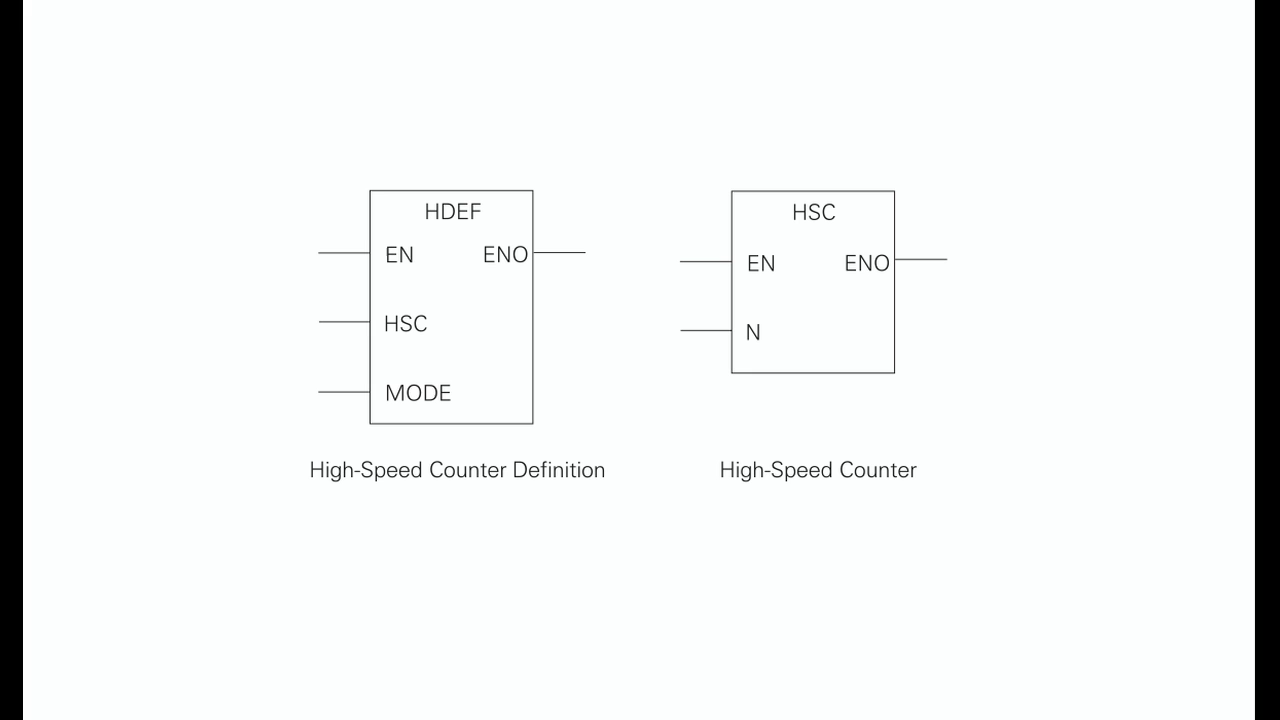 HDEF
EN ENO
HSC
MODE
High-Speed Counter Definition
HSC
EN ENO
N
High-Speed Counter